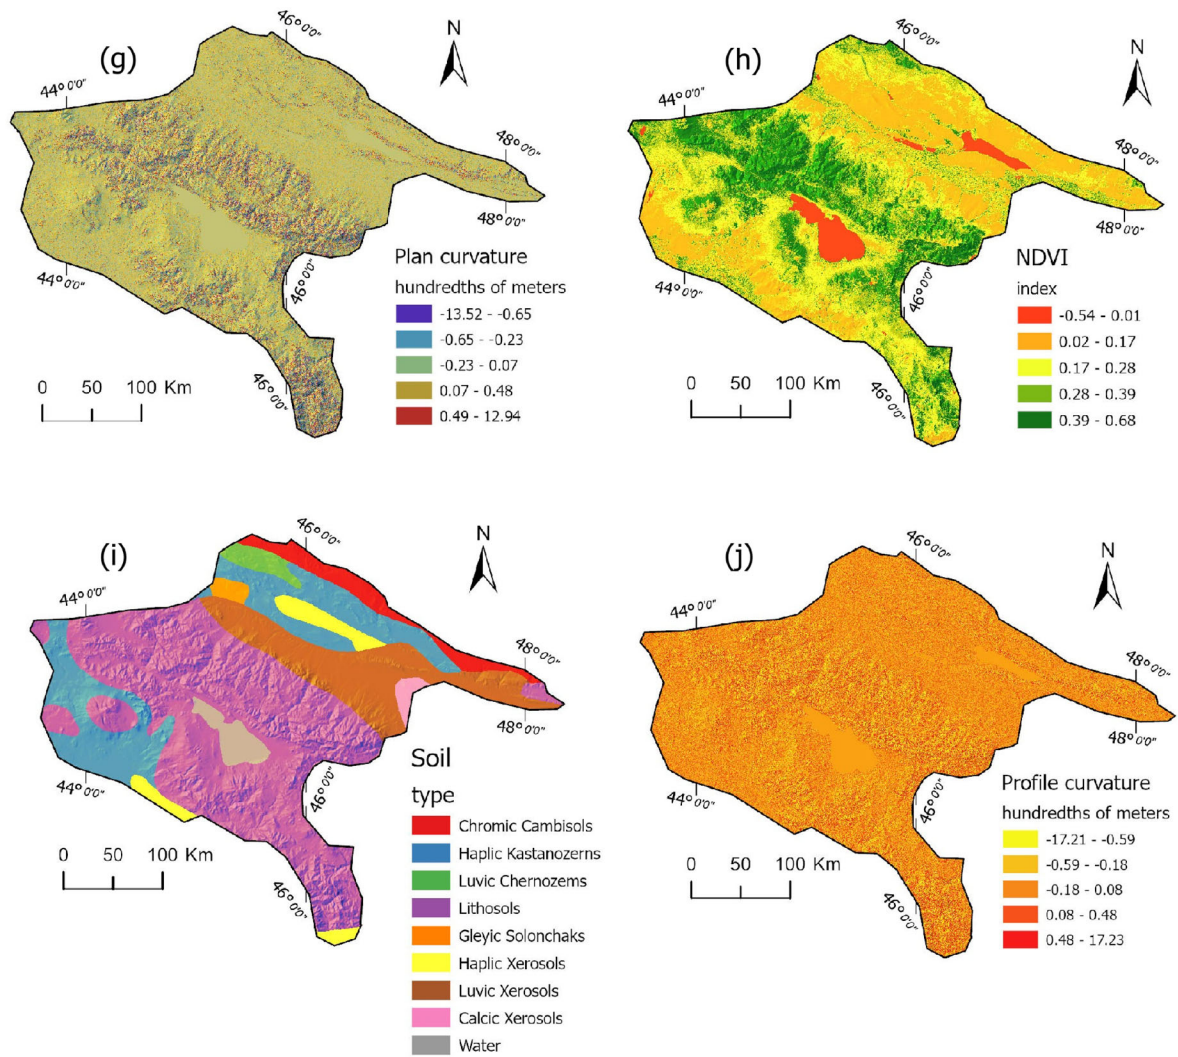 (g)
46°0'0"
N
44°0'0"
48°0'0"
48°0'0"
44°0'0"
46°0'0"
46°0'0"
Plan curvature
hundredths of meters
-13.52 - -0.65
-0.65 - -0.23
-0.23 - 0.07
0.07 - 0.48
0.49 - 12.94
0 50 100 Km
(h)
46°0'0"
N
44°0'0"
48°0'0"
48°0'0"
44°0'0"
46°0'0"
46°0'0"
NDVI
index
-0.54 - 0.01
0.02 - 0.17
0.17 - 0.28
0.28 - 0.39
0.39 - 0.68
0 50 100 Km
(i)
46°0'0"
N
44°0'0"
48°0'0"
48°0'0"
44°0'0"
46°0'0"
46°0'0"
Soil
type
Chromic Cambisols
Haplic Kastanozerns
Luvic Chernozems
Lithosols
Gleyic Solonchaks
Haplic Xerosols
Luvic Xerosols
Calcic Xerosols
Water
0 50 100 Km
(j)
46°0'0"
N
44°0'0"
48°0'0"
48°0'0"
44°0'0"
46°0'0"
46°0'0"
Profile curvature
hundredths of meters
-17.21 - -0.59
-0.59 - -0.18
-0.18 - 0.08
0.08 - 0.48
0.48 - 17.23
0 50 100 Km